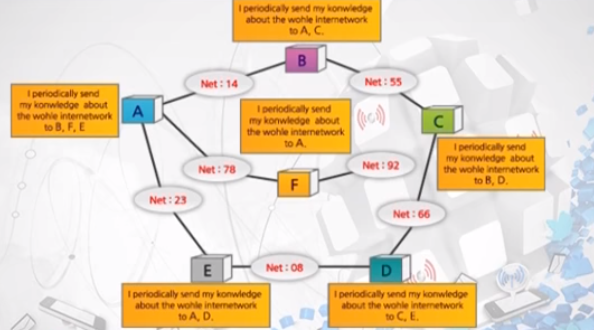 I periodically send my konwledge
about the wohle internetwork
to A, C.
B
Net : 14
Net : 55
I periodically send
my konwledge about
the wohle internetwork
to B, F, E
A
I periodically send
my konwledge about
the wohle internetwork
to A.
C
I periodically send
my konwledge about
the wohle internetwork
to B, D.
Net : 78
Net : 92
F
Net : 23
Net : 66
E
Net : 08
D
I periodically send my konwledge
about the wohle internetwork
to A, D.
I periodically send my konwledge
about the wohle internetwork
to C, E.